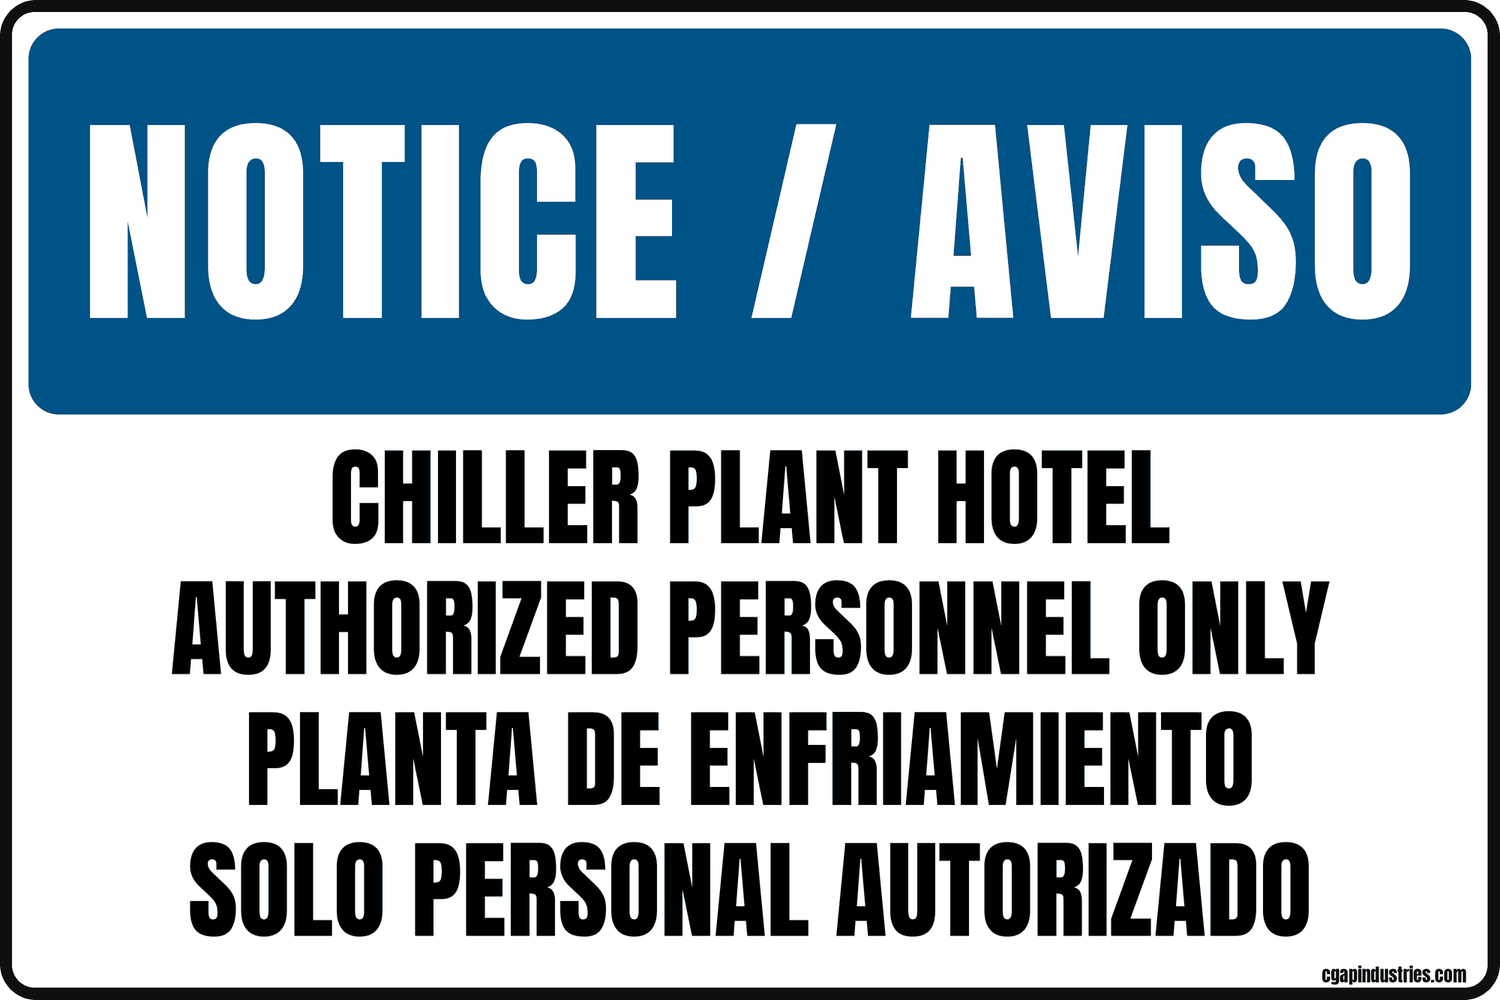 NOTICE / AVISO
CHILLER PLANT HOTEL
AUTHORIZED PERSONNEL ONLY
PLANTA DE ENFRIAMIENTO
SOLO PERSONAL AUTORIZADO
cgapindustries.com